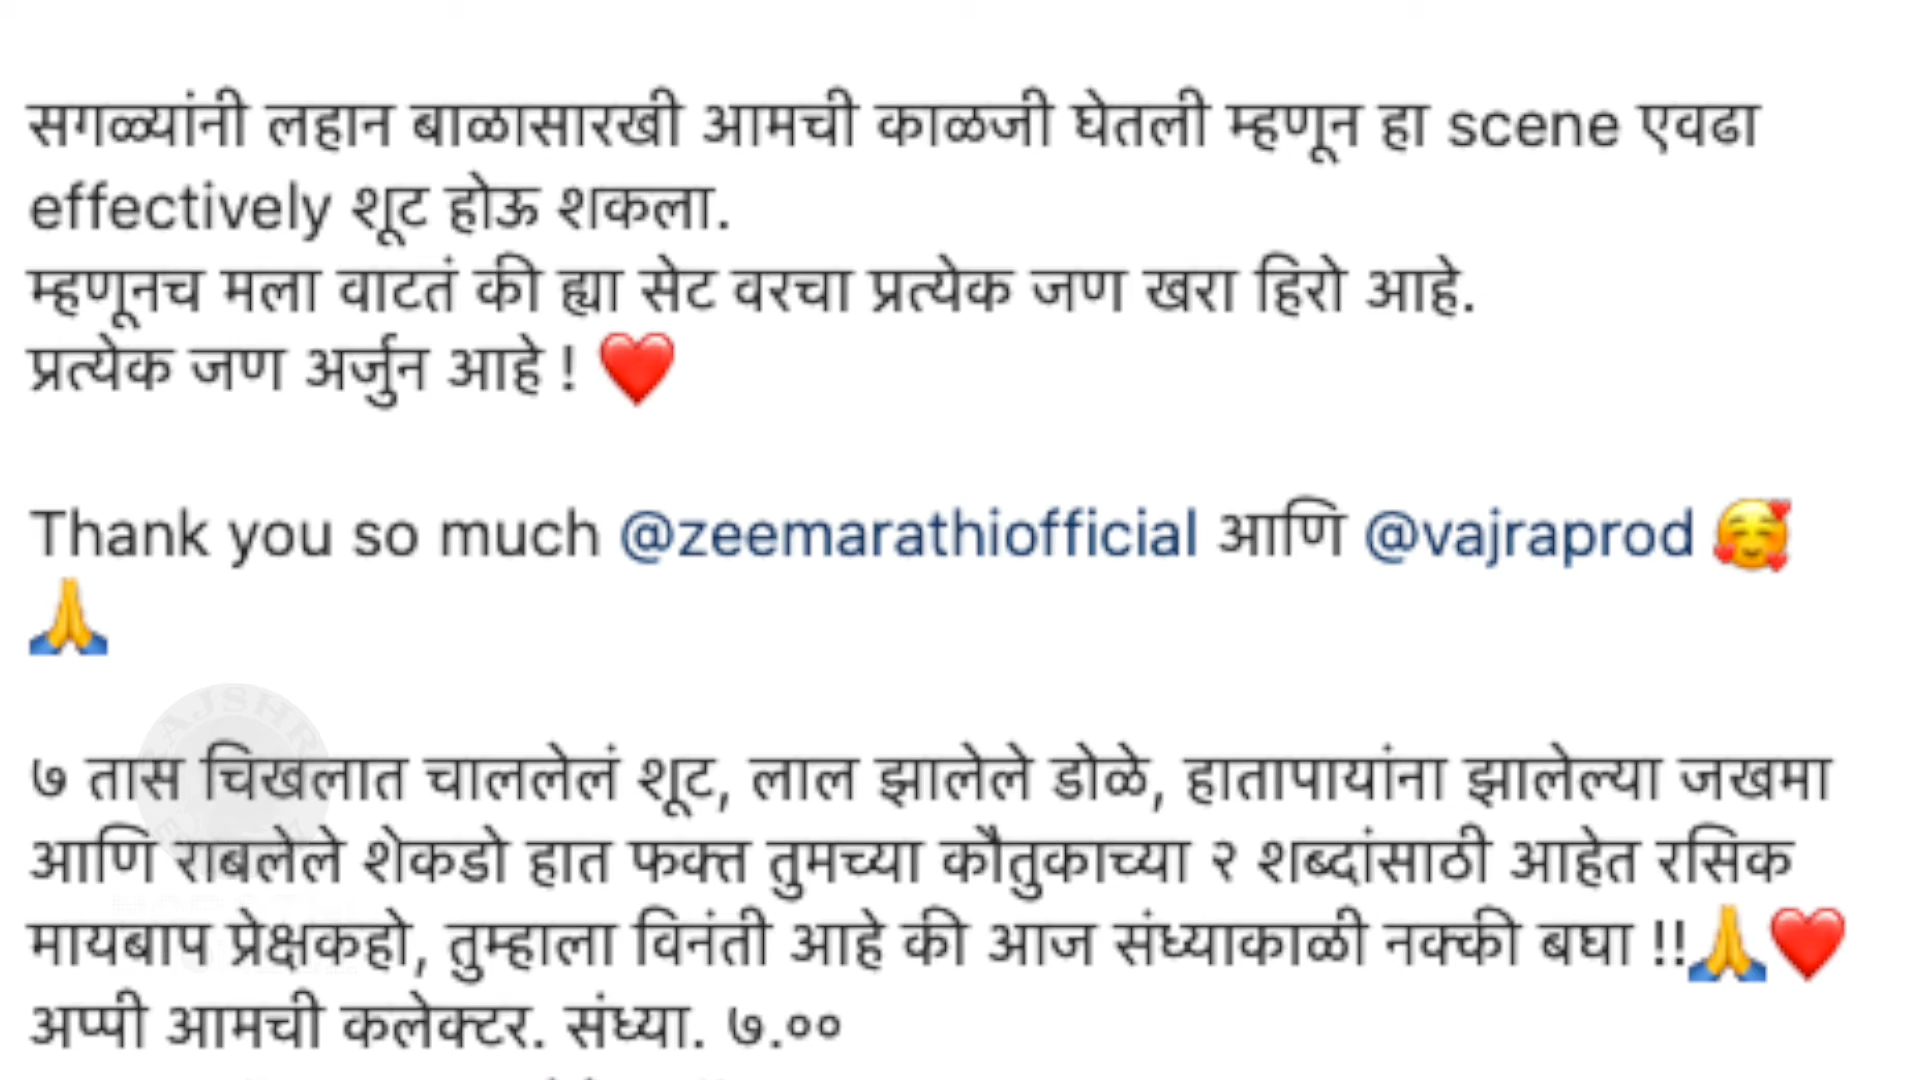 सगळ्यांनी लहान बाळासारखी आमची काळजी घेतली म्हणून हा scene एवढा
effectively शूट होऊ शकला.
म्हणूनच मला वाटतं की ह्या सेट वरचा प्रत्येक जण खरा हिरो आहे.
प्रत्येक जण अर्जुन आहे ! ❤️
Thank you so much @zeemarathiofficial आणि @vajraprod 🥰
🙏
RAJSHRI
७ तास चिखलात चाललेलं शूट, लाल झालेले डोळे, हातापायांना झालेल्या जखमा
आणि राबलेले शेकडो हात फक्त तुमच्या कौतुकाच्या २ शब्दांसाठी आहेत रसिक
मायबाप प्रेक्षकहो, तुम्हाला विनंती आहे की आज संध्याकाळी नक्की बघा !!🙏❤️
अप्पी आमची कलेक्टर. संध्या. ७.००